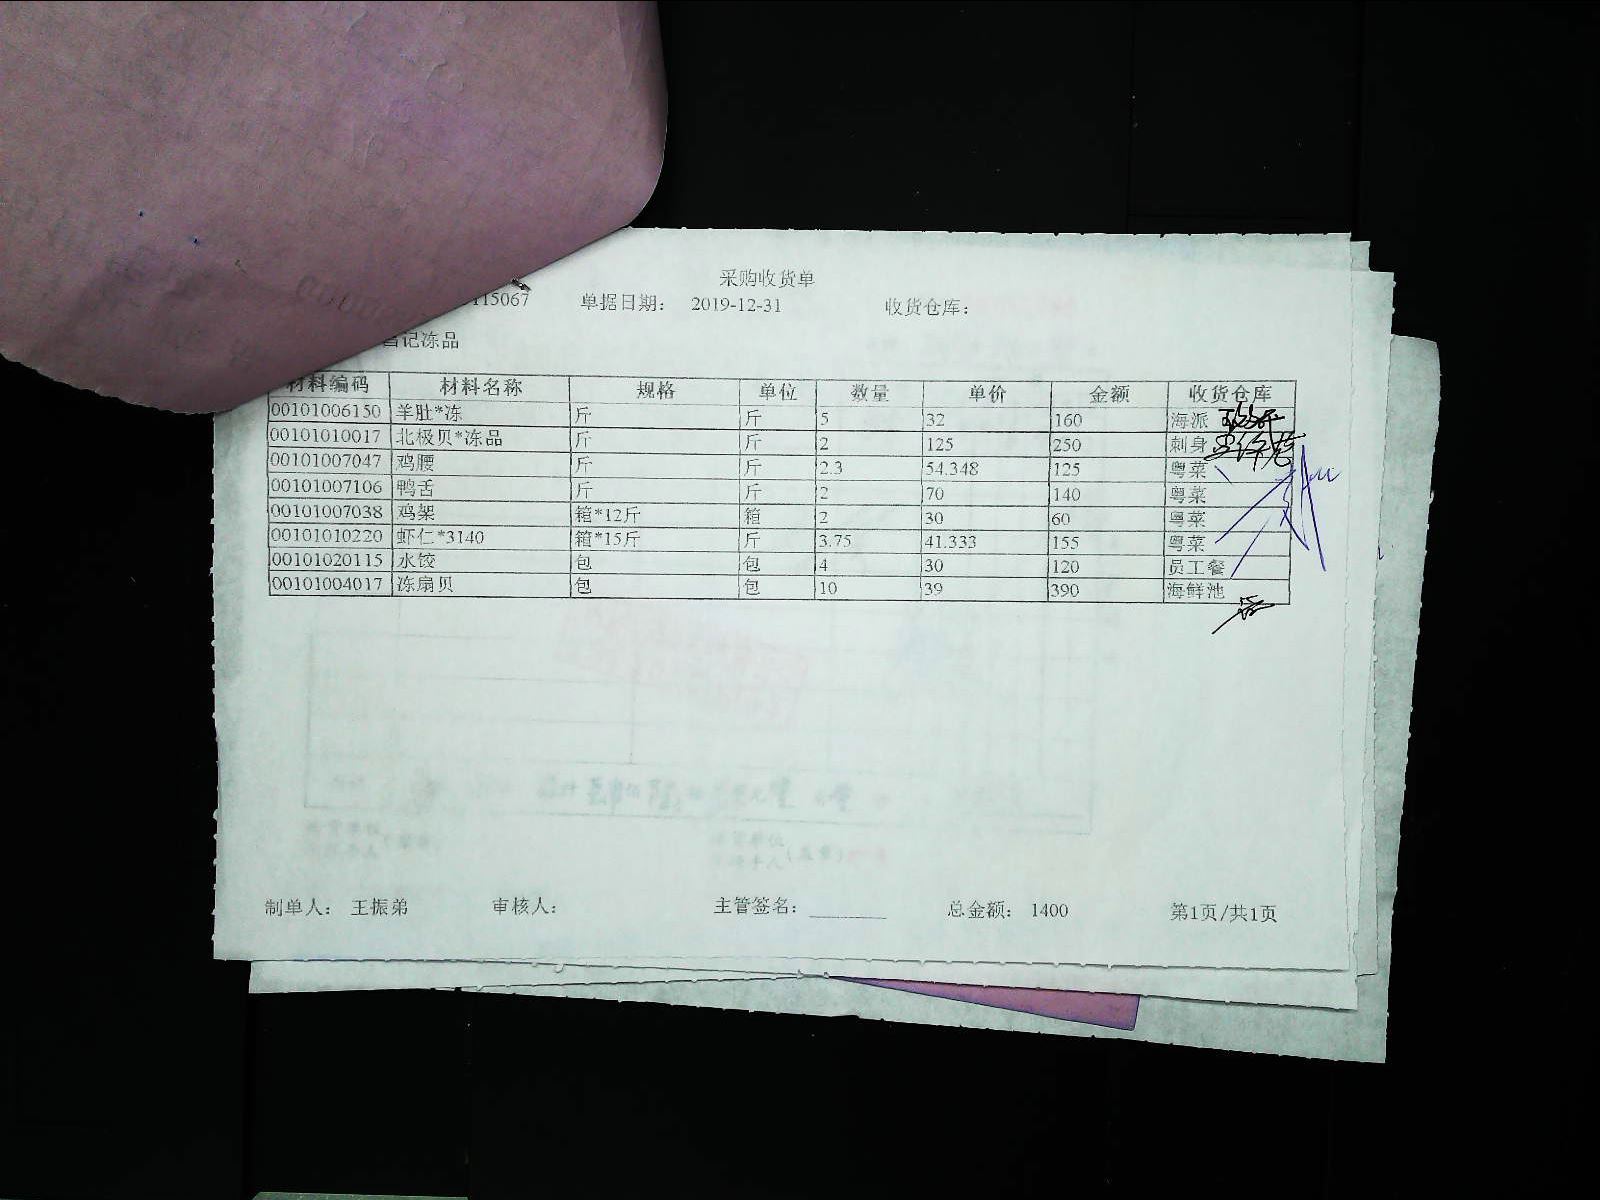 采购收货单
115067 单据日期: 2019-12-31 收货仓库:
昌记冻品
材料编码 材料名称 规格 单位 数量 单价 金额 收货仓库
00101006150 羊肚*冻 斤 斤 5 32 160 海派
00101010017 北极贝*冻品 斤 斤 2 125 250 刺身
00101007047 鸡腰 斤 斤 2.3 54.348 125 粤菜
00101007106 鸭舌 斤 斤 2 70 140 粤菜
00101007038 鸡架 箱*12斤 箱 2 30 60 粤菜
00101010220 虾仁*3140 箱*15斤 斤 3.75 41.333 155 粤菜
00101020115 水饺 包 包 4 30 120 员工餐
00101004017 冻扇贝 包 包 10 39 390 海鲜池
制单人: 王振弟 审核人: 主管签名: 总金额: 1400 第1页/共1页